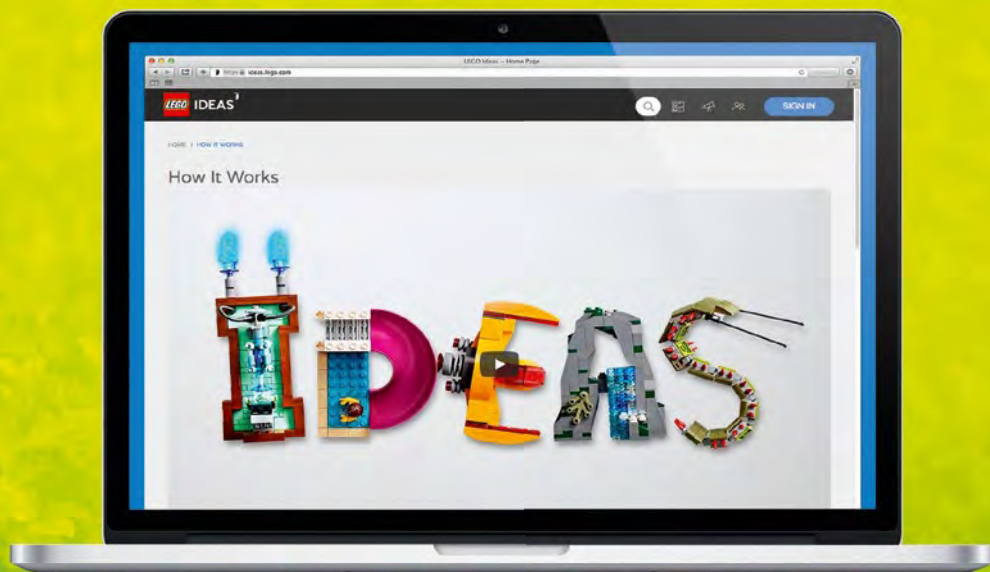 LEGO Ideas – Home Page
https ideas.lego.com
LEGO IDEAS
SIGN IN
HOME > HOW IT WORKS
How It Works
IDEAS